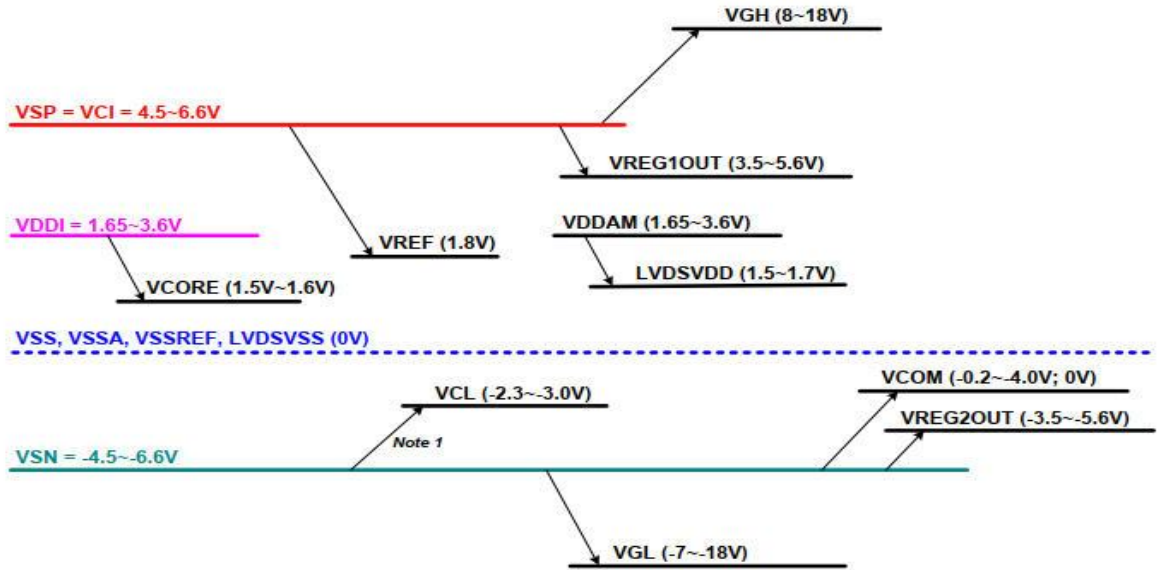 VGH (8~18V)
VSP = VCI = 4.5~6.6V
VREG1OUT (3.5~5.6V)
VDDI = 1.65~3.6V
VDDAM (1.65~3.6V)
VREF (1.8V)
LVDSVDD (1.5~1.7V)
VCORE (1.5V~1.6V)
VSS, VSSA, VSSREF, LVDSVSS (0V)
VCOM (-0.2~-4.0V; 0V)
VCL (-2.3~-3.0V)
VREG2OUT (-3.5~-5.6V)
Note 1
VSN = -4.5~-6.6V
VGL (-7~-18V)